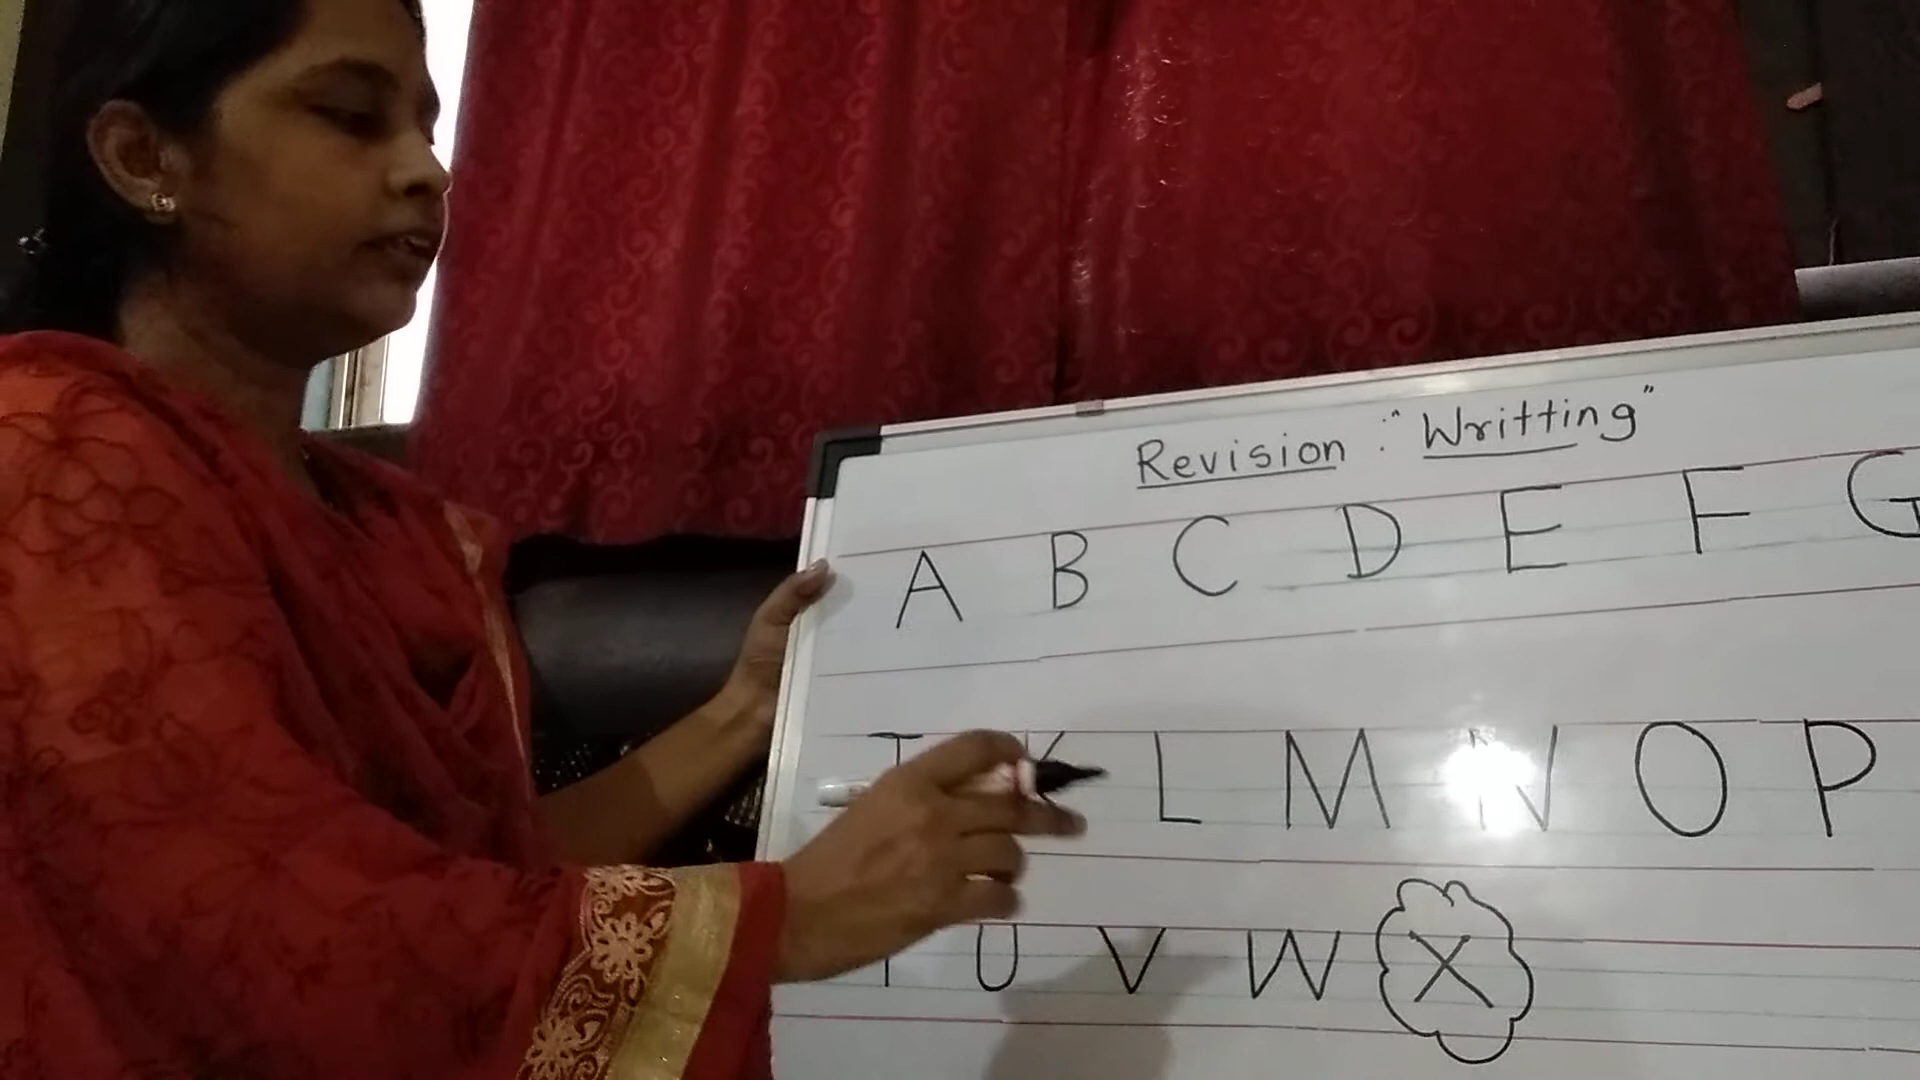 Revision : "Writting"
A B C D E F G
J K L M N O P
T U V W X